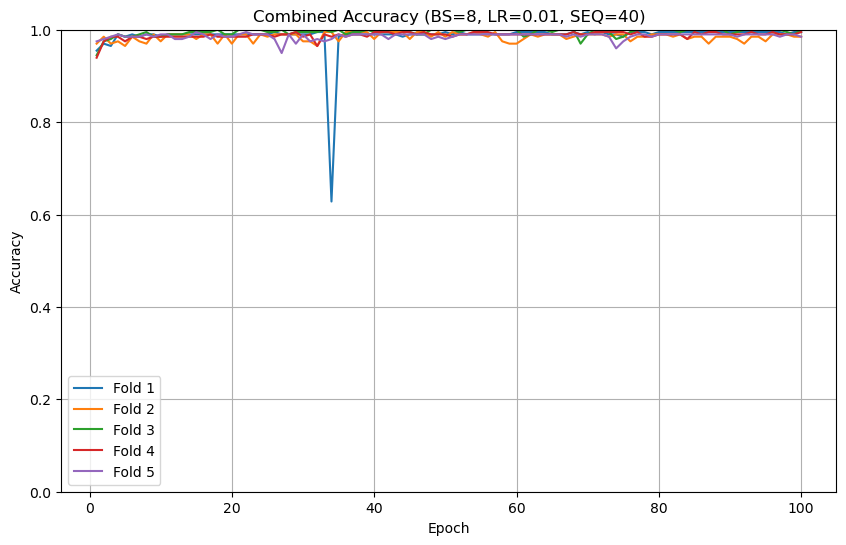 Combined Accuracy (BS=8, LR=0.01, SEQ=40)
Accuracy
1.0
0.8
0.6
0.4
0.2
0.0
Fold 1
Fold 2
Fold 3
Fold 4
Fold 5
0 20 40 60 80 100
Epoch